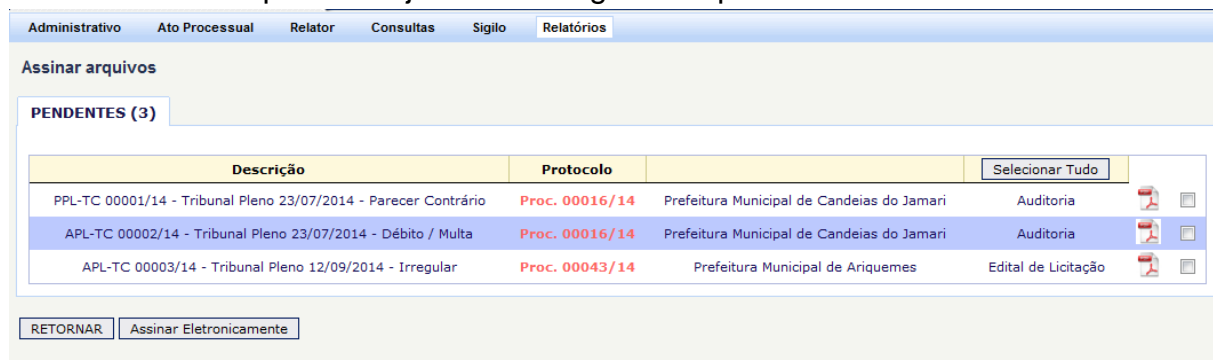 Administrativo Ato Processual Relator Consultas Sigilo Relatórios
Assinar arquivos
PENDENTES (3)
Descrição Protocolo Selecionar Tudo
PPL-TC 00001/14 - Tribunal Pleno 23/07/2014 - Parecer Contrário Proc. 00016/14 Prefeitura Municipal de Candeias do Jamari Auditoria
APL-TC 00002/14 - Tribunal Pleno 23/07/2014 - Débito / Multa Proc. 00016/14 Prefeitura Municipal de Candeias do Jamari Auditoria
APL-TC 00003/14 - Tribunal Pleno 12/09/2014 - Irregular Proc. 00043/14 Prefeitura Municipal de Ariquemes Edital de Licitação
RETORNAR Assinar Eletronicamente